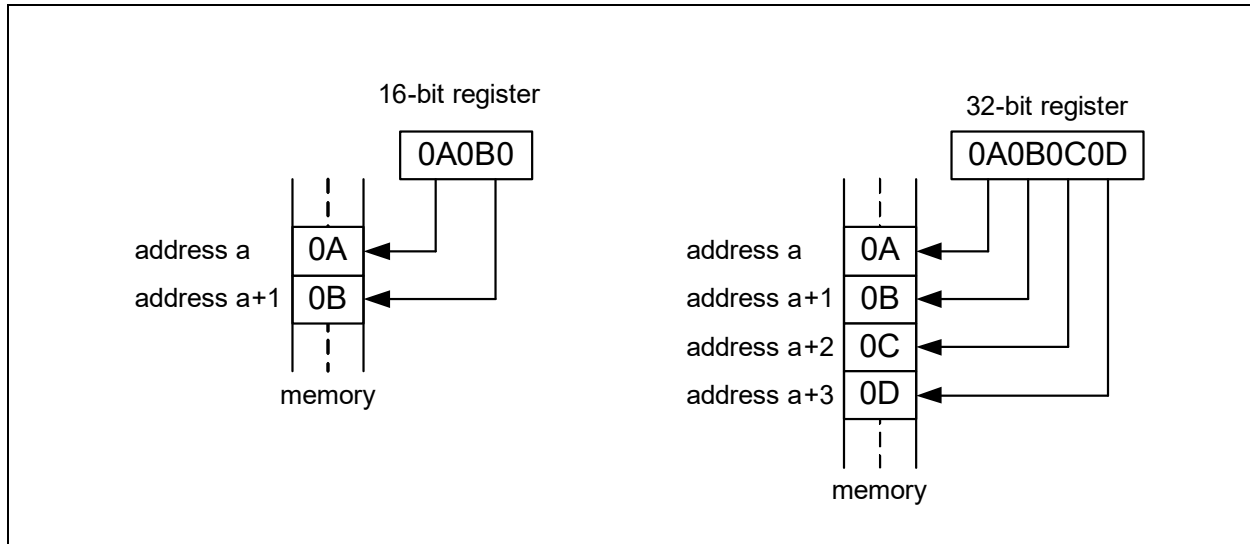 16-bit register
0A0B0
address a
0A
address a+1
0B
memory
32-bit register
0A0B0C0D
address a
0A
address a+1
0B
address a+2
0C
address a+3
0D
memory